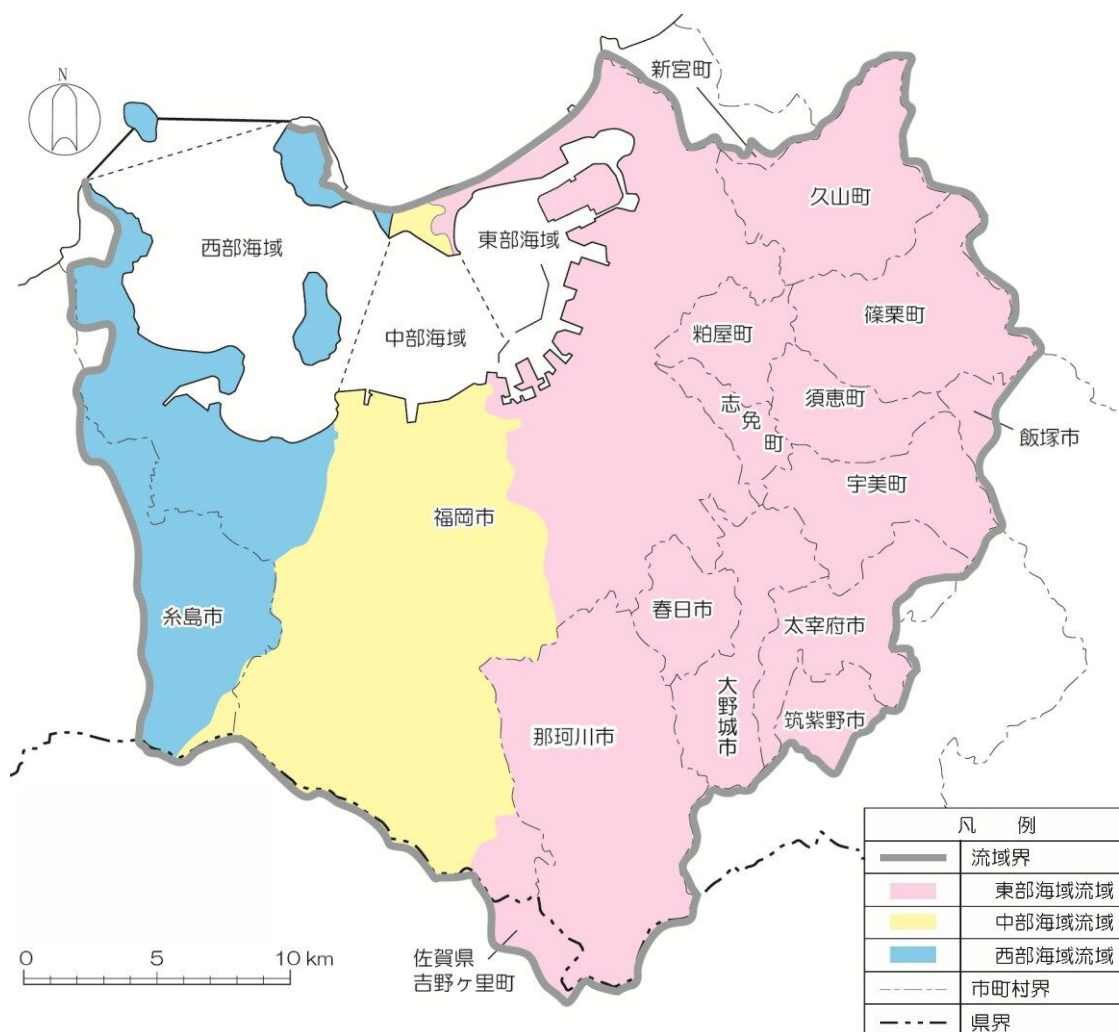 N
新宮町
久山町
西部海域
東部海域
篠栗町
粕屋町
中部海域
志免町
須恵町
飯塚市
宇美町
福岡市
糸島市
春日市
太宰府市
大野城市
筑紫野市
那珂川市
佐賀県
吉野ヶ里町
0 5 10 km
凡 例
流域界
東部海域流域
中部海域流域
西部海域流域
市町村界
県界